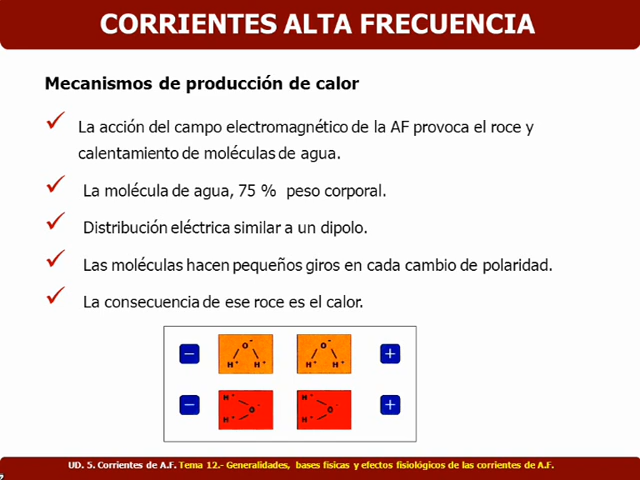 CORRIENTES ALTA FRECUENCIA
Mecanismos de producción de calor
✓ La acción del campo electromagnético de la AF provoca el roce y
calentamiento de moléculas de agua.
✓ La molécula de agua, 75 % peso corporal.
✓ Distribución eléctrica similar a un dipolo.
✓ Las moléculas hacen pequeños giros en cada cambio de polaridad.
✓ La consecuencia de ese roce es el calor.
− O⁻ O⁻ +
H⁺ H⁺ H⁺ H⁺
H⁺ H⁺
− O⁻ O⁻ +
H⁺ H⁺
UD. 5. Corrientes de A.F. Tema 12.- Generalidades, bases físicas y efectos fisiológicos de las corrientes de A.F.